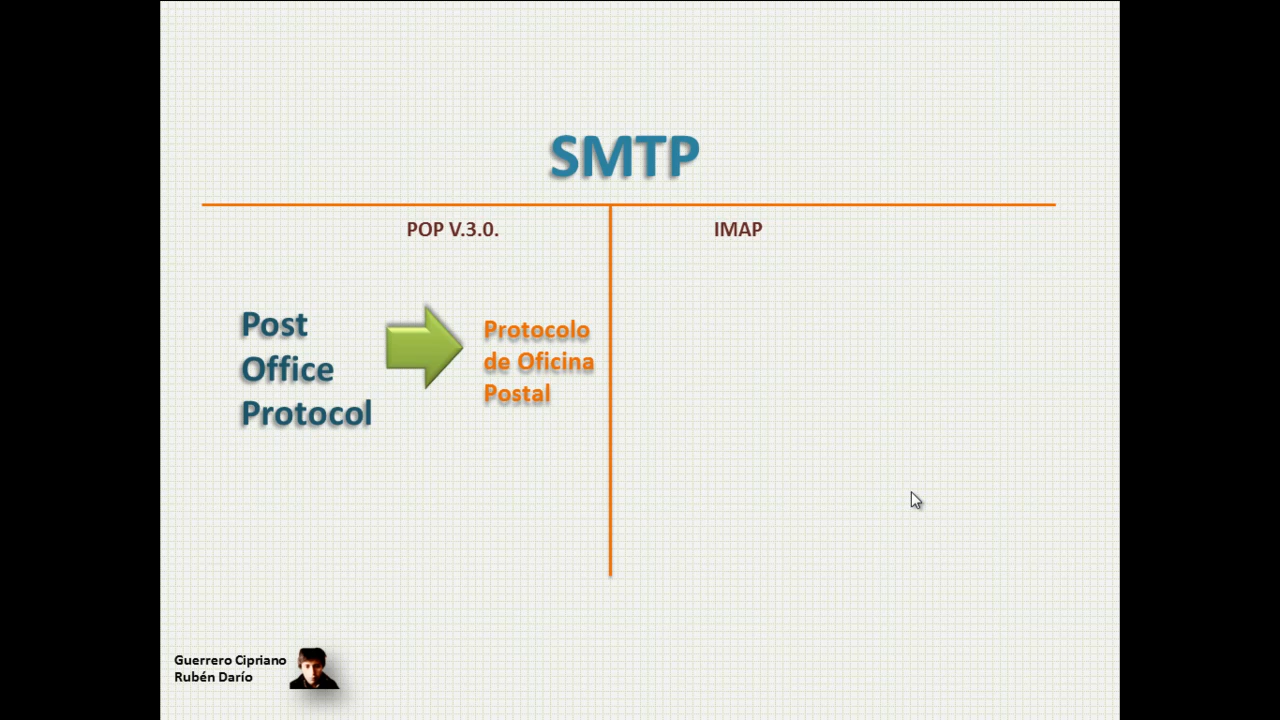 SMTP
POP V.3.0.
IMAP
Post
Office
Protocol
Protocolo
de Oficina
Postal
Guerrero Cipriano
Rubén Darío